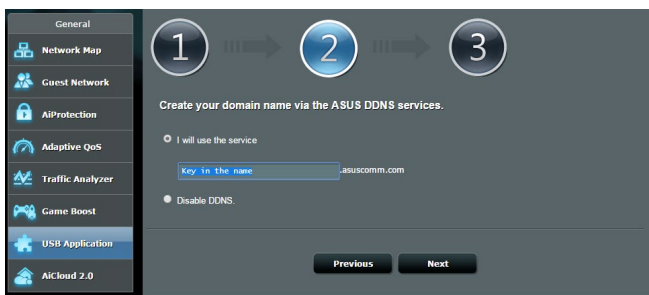 General
Network Map
Guest Network
AiProtection
Adaptive QoS
Traffic Analyzer
Game Boost
USB Application
AiCloud 2.0
1
2
3
Create your domain name via the ASUS DDNS services.
I will use the service
Key in the name .asuscomm.com
Disable DDNS.
Previous
Next